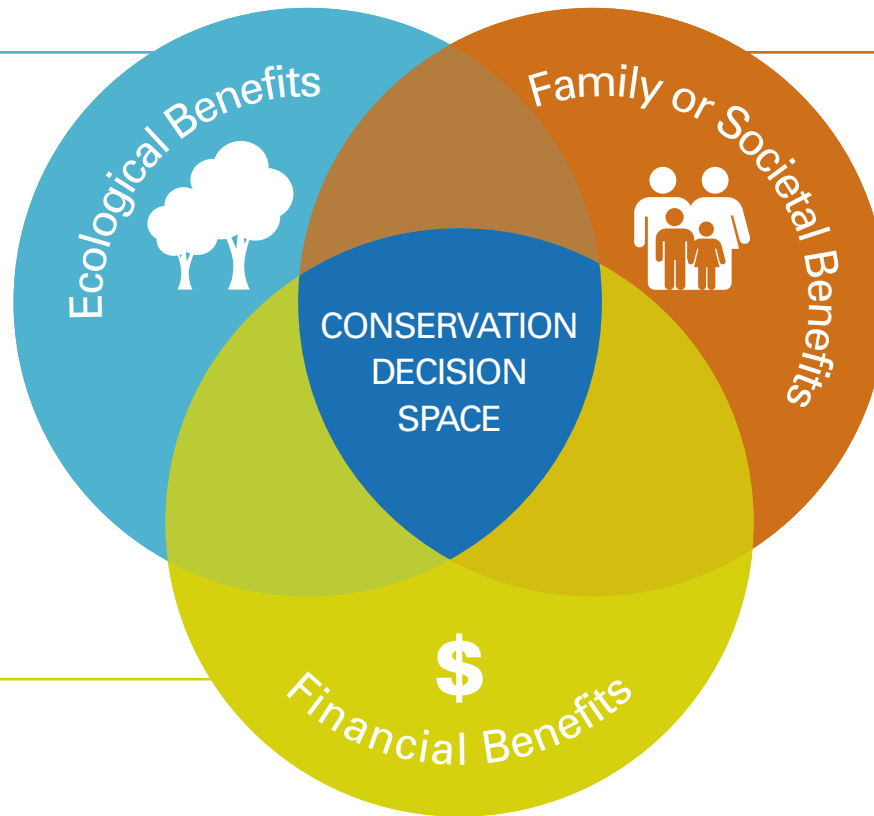 Ecological Benefits
Family or Societal Benefits
CONSERVATION
DECISION
SPACE
$
Financial Benefits